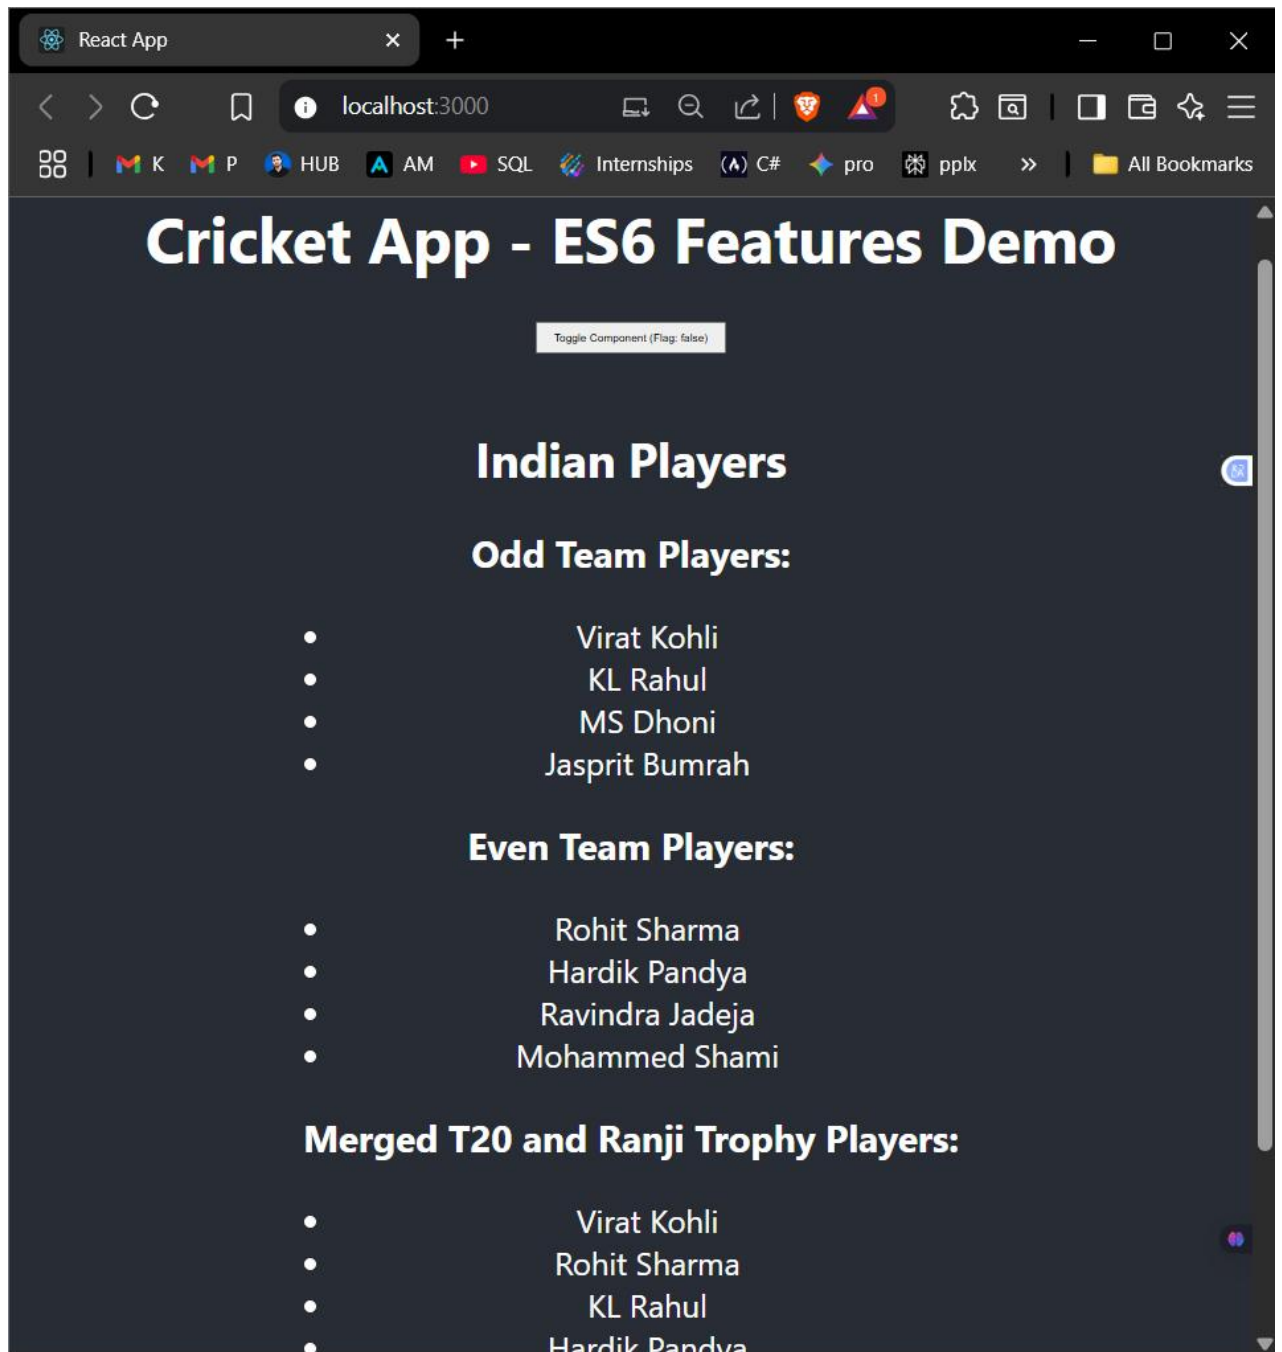 React App
localhost:3000
1
K P HUB AM SQL Internships C# pro pplx » All Bookmarks
Cricket App - ES6 Features Demo
Toggle Component (Flag: false)
Indian Players
Odd Team Players:
• Virat Kohli
• KL Rahul
• MS Dhoni
• Jasprit Bumrah
Even Team Players:
• Rohit Sharma
• Hardik Pandya
• Ravindra Jadeja
• Mohammed Shami
Merged T20 and Ranji Trophy Players:
• Virat Kohli
• Rohit Sharma
• KL Rahul
• Hardik Pandya